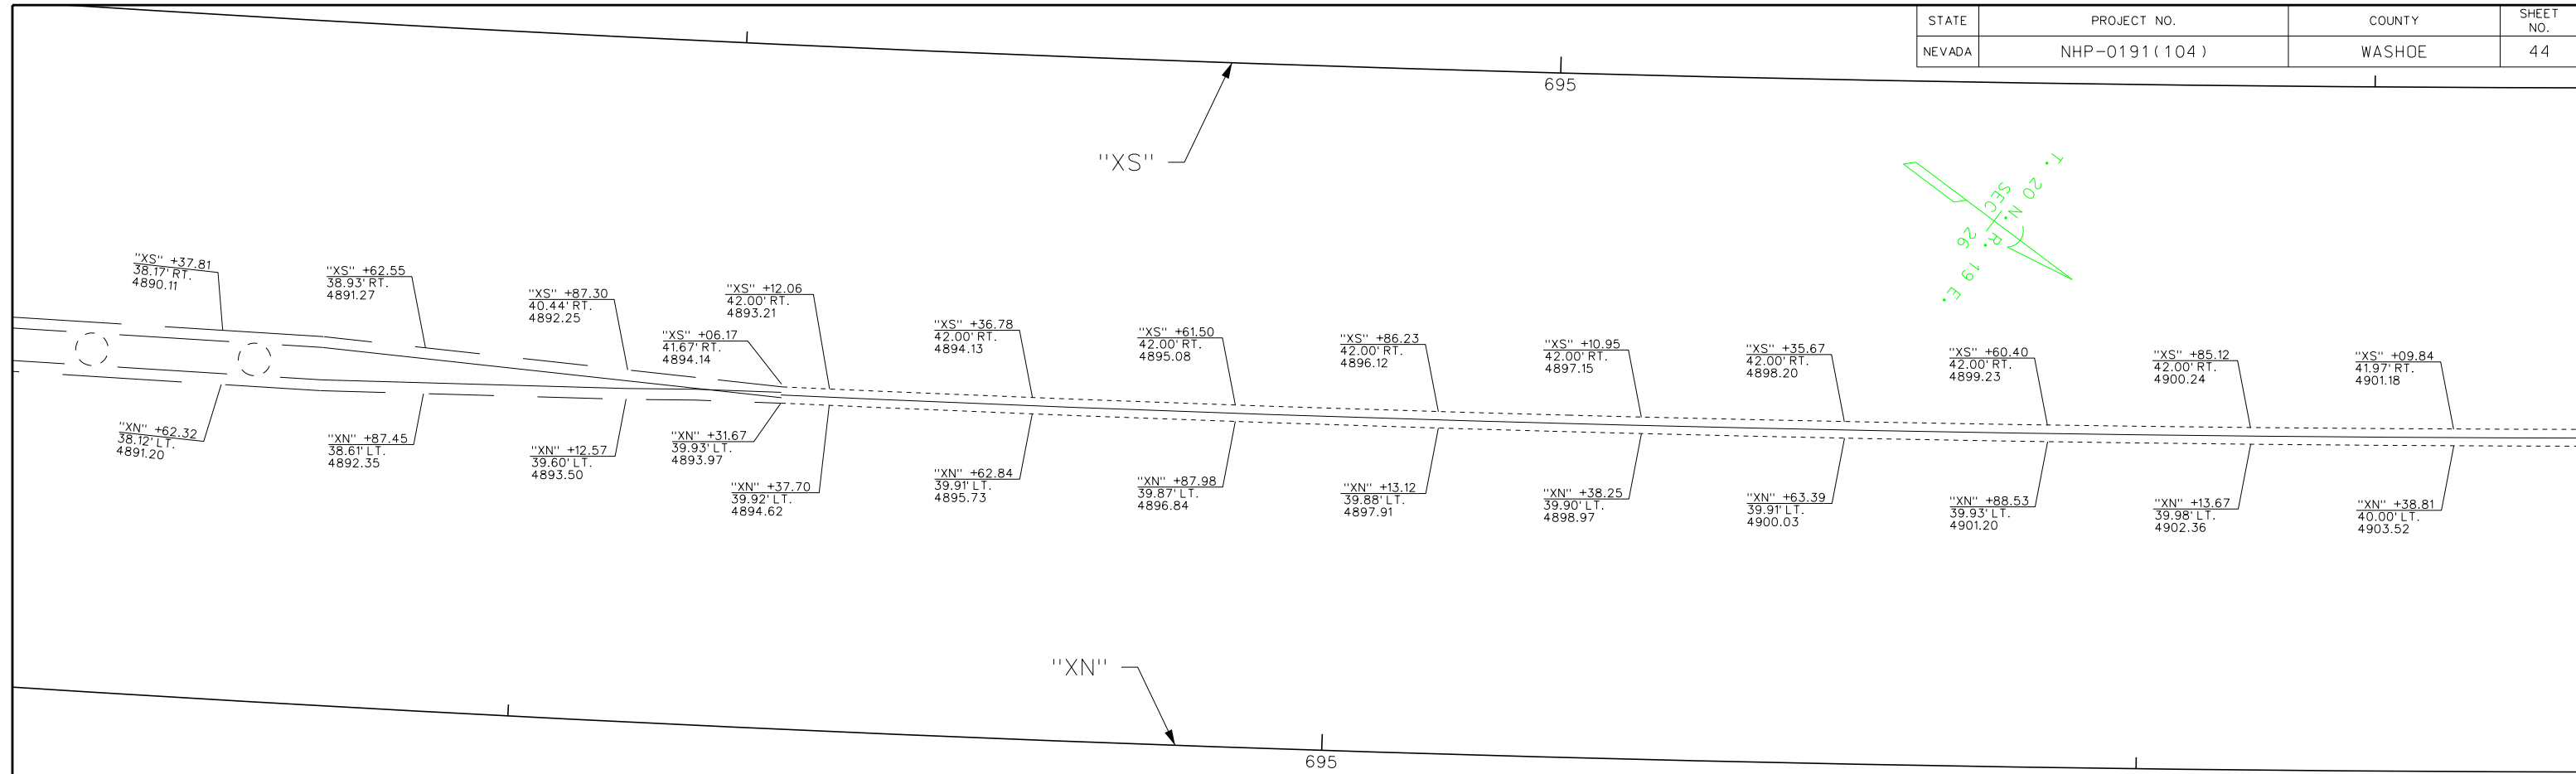 STATE
PROJECT NO.
COUNTY
SHEET
NO.
NEVADA
NHP-0191(104)
WASHOE
44
695
"XS"
T. 20 N. R. 19 E.
SEC 26
"XS" +37.81
38.17' RT.
4890.11
"XS" +62.55
38.93' RT.
4891.27
"XS" +87.30
40.44' RT.
4892.25
"XS" +06.17
41.67' RT.
4894.14
"XS" +12.06
42.00' RT.
4893.21
"XS" +36.78
42.00' RT.
4894.13
"XS" +61.50
42.00' RT.
4895.08
"XS" +86.23
42.00' RT.
4896.12
"XS" +10.95
42.00' RT.
4897.15
"XS" +35.67
42.00' RT.
4898.20
"XS" +60.40
42.00' RT.
4899.23
"XS" +85.12
42.00' RT.
4900.24
"XS" +09.84
41.97' RT.
4901.18
"XN" +62.32
38.12' LT.
4891.20
"XN" +87.45
38.61' LT.
4892.35
"XN" +12.57
39.60' LT.
4893.50
"XN" +31.67
39.93' LT.
4893.97
"XN" +37.70
39.92' LT.
4894.62
"XN" +62.84
39.91' LT.
4895.73
"XN" +87.98
39.87' LT.
4896.84
"XN" +13.12
39.88' LT.
4897.91
"XN" +38.25
39.90' LT.
4898.97
"XN" +63.39
39.91' LT.
4900.03
"XN" +88.53
39.93' LT.
4901.20
"XN" +13.67
39.98' LT.
4902.36
"XN" +38.81
40.00' LT.
4903.52
"XN"
695